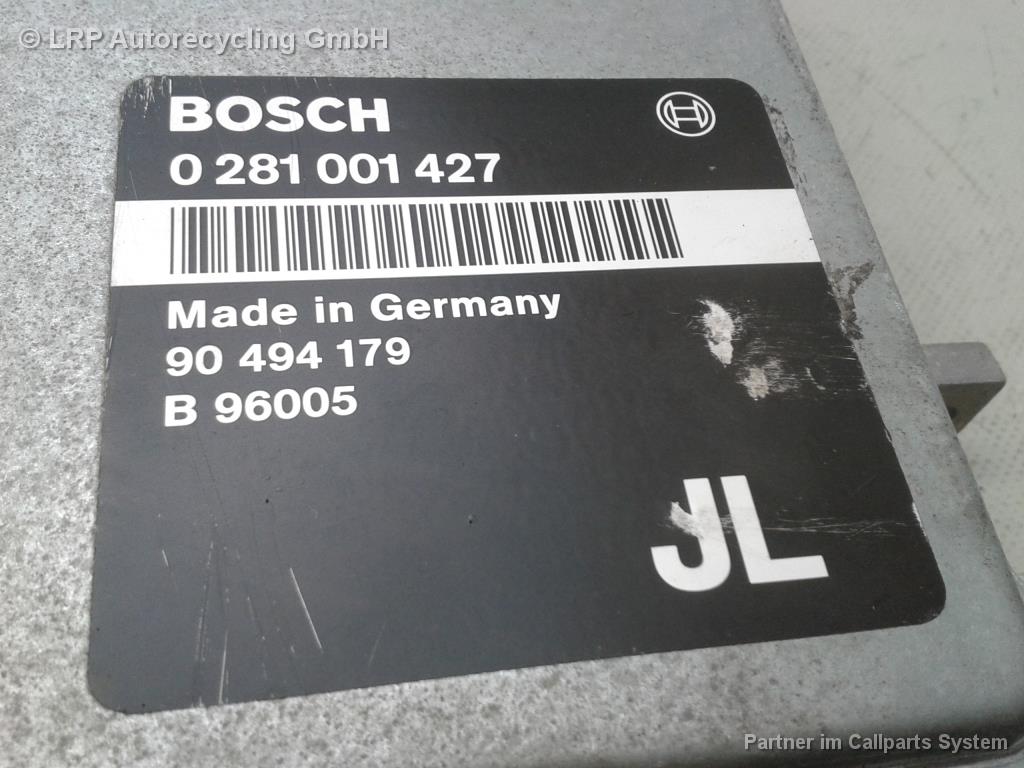 © LRP Autorecycling GmbH
BOSCH
0 281 001 427
Made in Germany
90 494 179
B 96005
JL
Partner im Callparts System